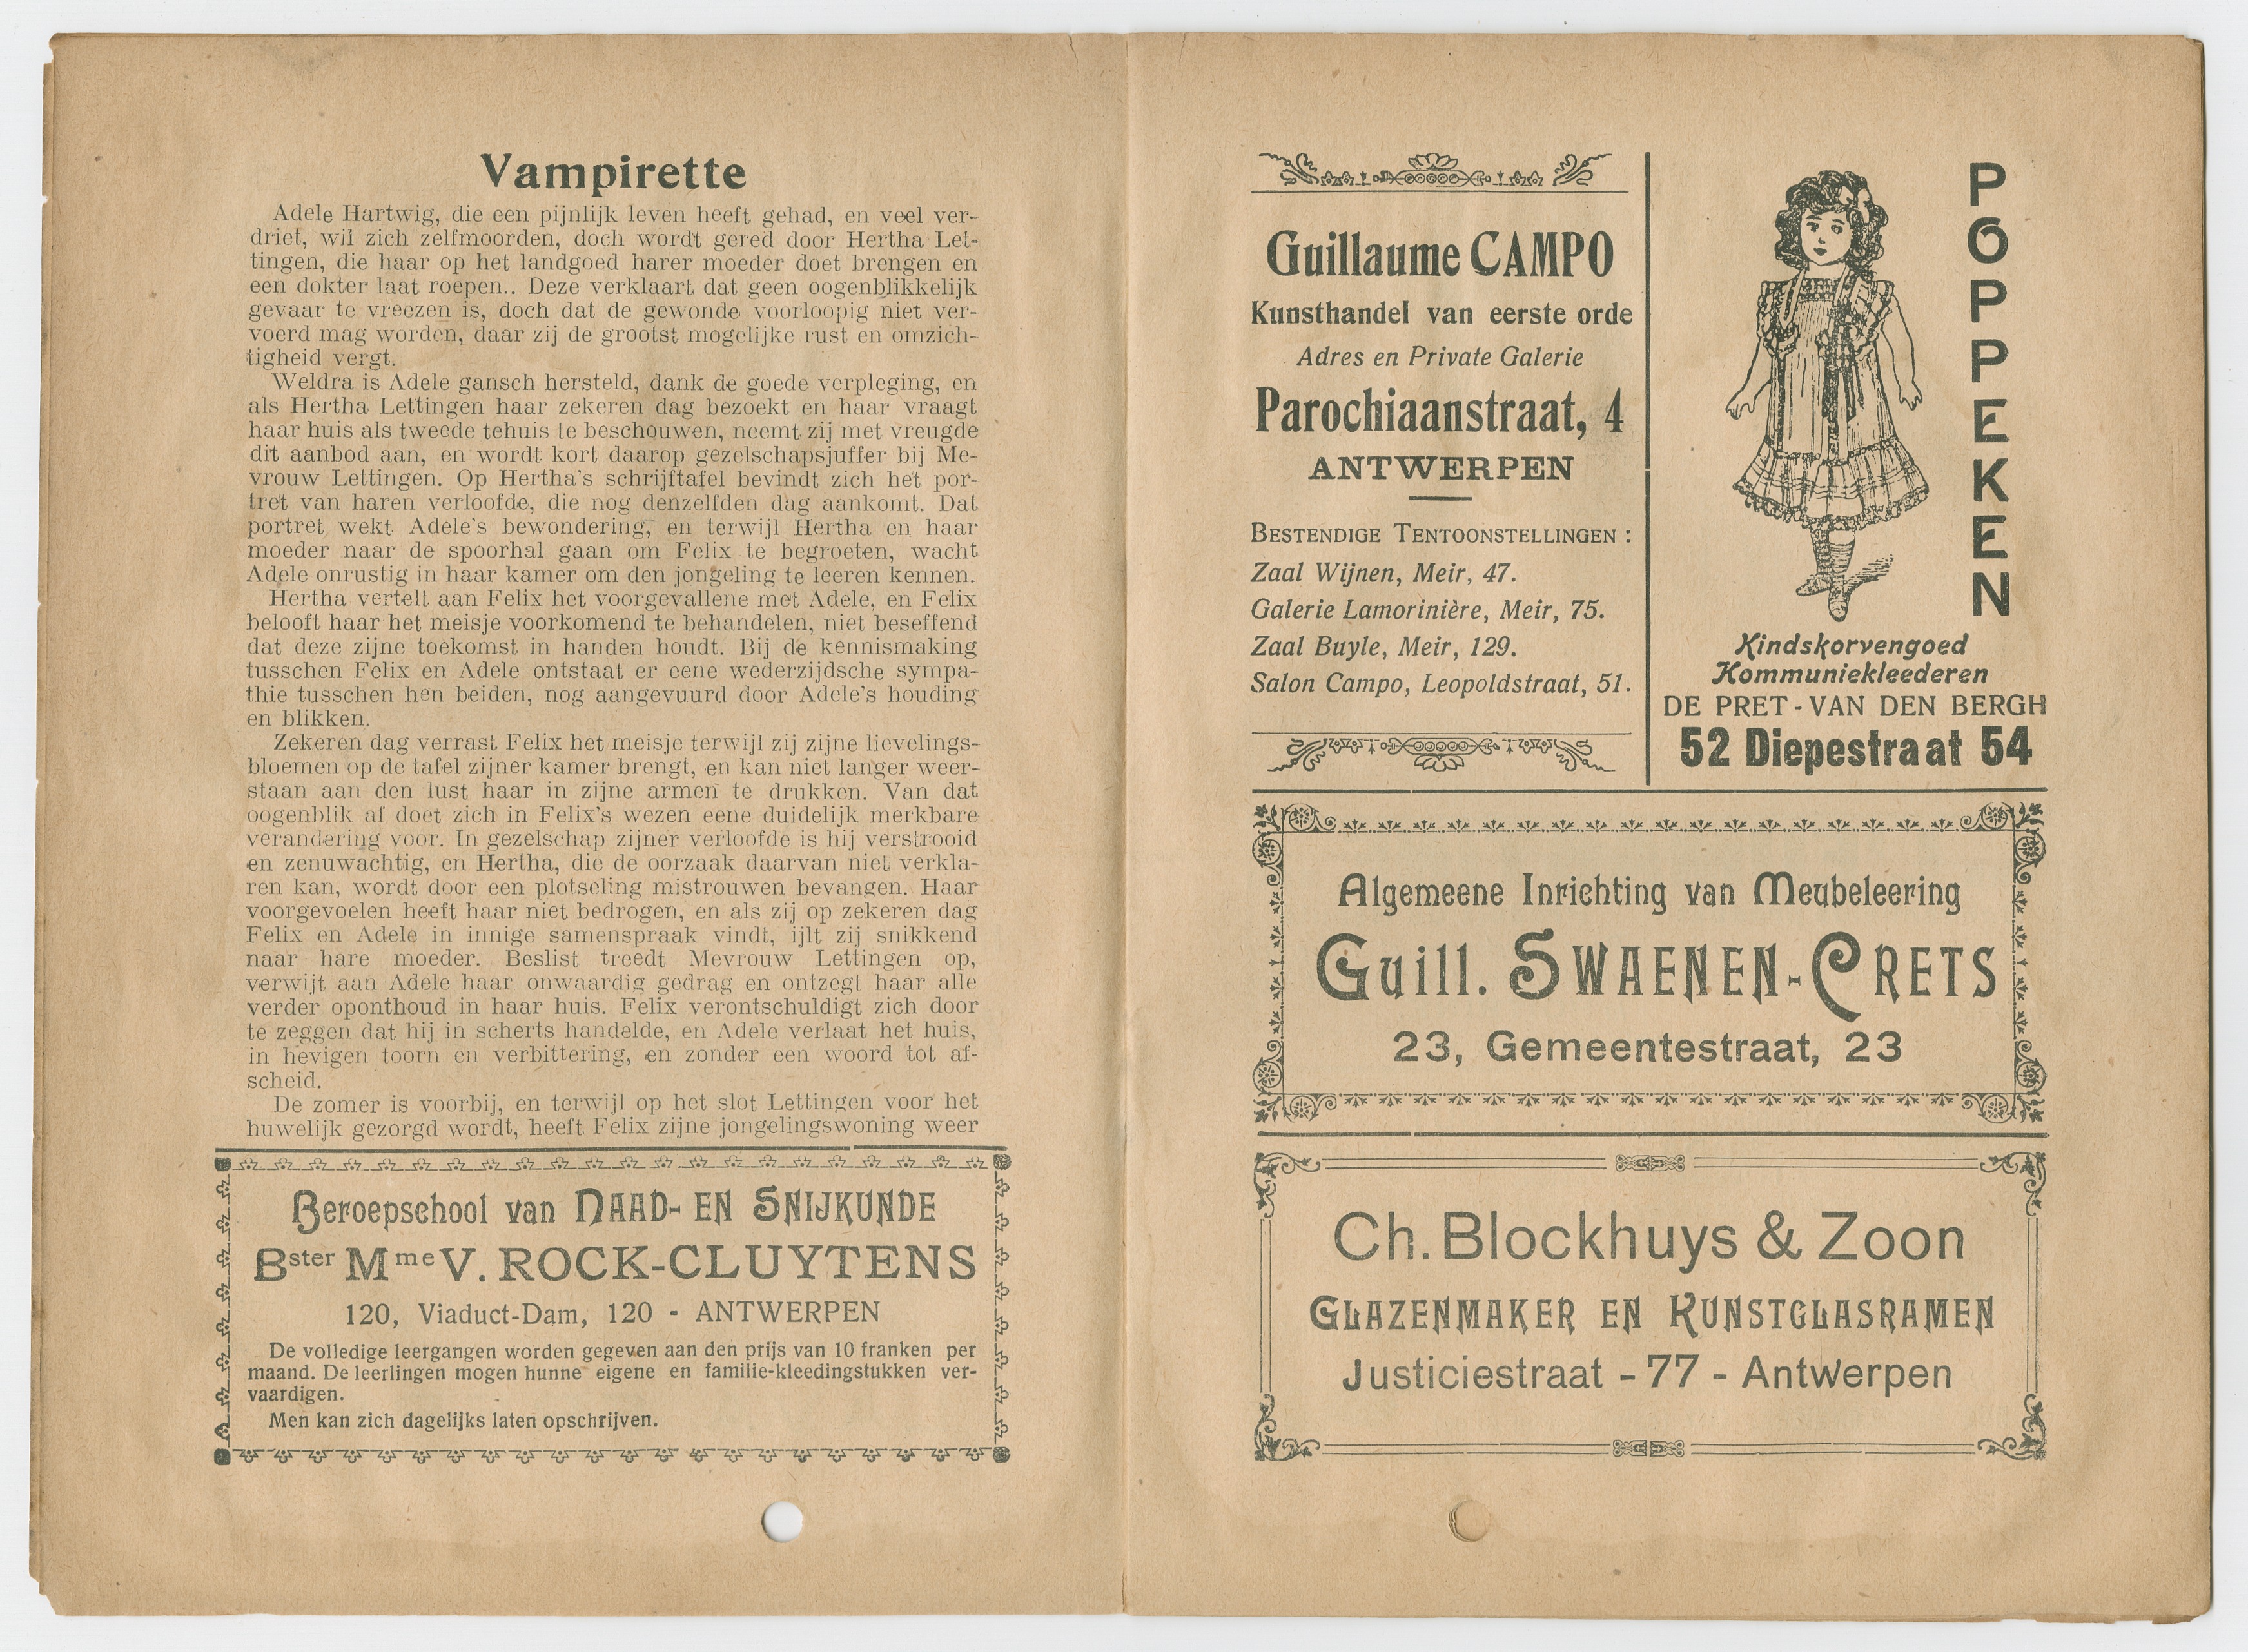 Vampirette
Adele Hartwig, die een pijnlijk leven heeft gehad, en veel ver-
driet, wil zich zelfmoorden, doch wordt gered door Hertha Let-
tingen, die haar op het landgoed harer moeder doet brengen en
een dokter laat roepen.. Deze verklaart dat geen oogenblikkelijk
gevaar te vreezen is, doch dat de gewonde voorloopig niet ver-
voerd mag worden, daar zij de grootst mogelijke rust en omzich-
tigheid vergt.
Weldra is Adele gansch hersteld, dank de goede verpleging, en
als Hertha Lettingen haar zekeren dag bezoekt en haar vraagt
haar huis als tweede tehuis te beschouwen, neemt zij met vreugde
dit aanbod aan, en wordt kort daarop gezelschapsjuffer bij Me-
vrouw Lettingen. Op Hertha's schrijftafel bevindt zich het por-
tret van haren verloofde, die nog denzelfden dag aankomt. Dat
portret wekt Adele's bewondering, en terwijl Hertha en haar
moeder naar de spoorhal gaan om Felix te begroeten, wacht
Adele onrustig in haar kamer om den jongeling te leeren kennen.
Hertha vertelt aan Felix het voorgevallene met Adele, en Felix
belooft haar het meisje voorkomend te behandelen, niet beseffend
dat deze zijne toekomst in handen houdt. Bij de kennismaking
tusschen Felix en Adele ontstaat er eene wederzijdsche sympa-
thie tusschen hen beiden, nog aangevuurd door Adele's houding
en blikken.
Zekeren dag verrast Felix het meisje terwijl zij zijne lievelings-
bloemen op de tafel zijner kamer brengt, en kan niet langer weer-
staan aan den lust haar in zijne armen te drukken. Van dat
oogenblik af doet zich in Felix's wezen eene duidelijk merkbare
verandering voor. In gezelschap zijner verloofde is hij verstrooid
en zenuwachtig, en Hertha, die de oorzaak daarvan niet verkla-
ren kan, wordt door een plotseling mistrouwen bevangen. Haar
voorgevoelen heeft haar niet bedrogen, en als zij op zekeren dag
Felix en Adele in innige samenspraak vindt, ijlt zij snikkend
naar hare moeder. Beslist treedt Mevrouw Lettingen op,
verwijt aan Adele haar onwaardig gedrag en ontzegt haar alle
verder oponthoud in haar huis. Felix verontschuldigt zich door
te zeggen dat hij in scherts handelde, en Adele verlaat het huis,
in hevigen toorn en verbittering, en zonder een woord tot af-
scheid.
De zomer is voorbij, en terwijl op het slot Lettingen voor het
huwelijk gezorgd wordt, heeft Felix zijne jongelingswoning weer
Beroepschool van NAAD- EN SNIJKUNDE
Bster Mme V. ROCK-CLUYTENS
120, Viaduct-Dam, 120 - ANTWERPEN
De volledige leergangen worden gegeven aan den prijs van 10 franken per
maand. De leerlingen mogen hunne eigene en familie-kleedingstukken ver-
vaardigen.
Men kan zich dagelijks laten opschrijven.
Guillaume CAMPO
Kunsthandel van eerste orde
Adres en Private Galerie
Parochiaanstraat, 4
ANTWERPEN
BESTENDIGE TENTOONSTELLINGEN :
Zaal Wijnen, Meir, 47.
Galerie Lamorinière, Meir, 75.
Zaal Buyle, Meir, 129.
Salon Campo, Leopoldstraat, 51.
POPPEKEN
Kindskorvengoed
Kommuniekleederen
DE PRET - VAN DEN BERGH
52 Diepestraat 54
Algemeene Inrichting van Meubeleering
Guill. SWAENEN-CRETS
23, Gemeentestraat, 23
Ch. Blockhuys & Zoon
GLAZENMAKER EN KUNSTGLASRAMEN
Justiciestraat - 77 - Antwerpen